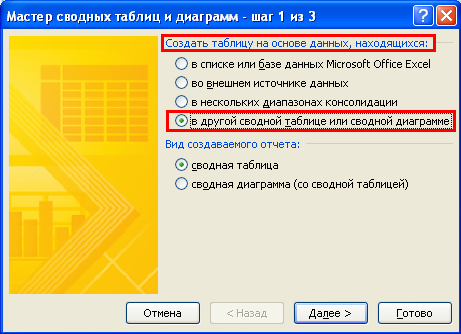 Мастер сводных таблиц и диаграмм - шаг 1 из 3
Создать таблицу на основе данных, находящихся:
в списке или базе данных Microsoft Office Excel
во внешнем источнике данных
в нескольких диапазонах консолидации
в другой сводной таблице или сводной диаграмме
Вид создаваемого отчета:
сводная таблица
сводная диаграмма (со сводной таблицей)
Отмена < Назад Далее > Готово